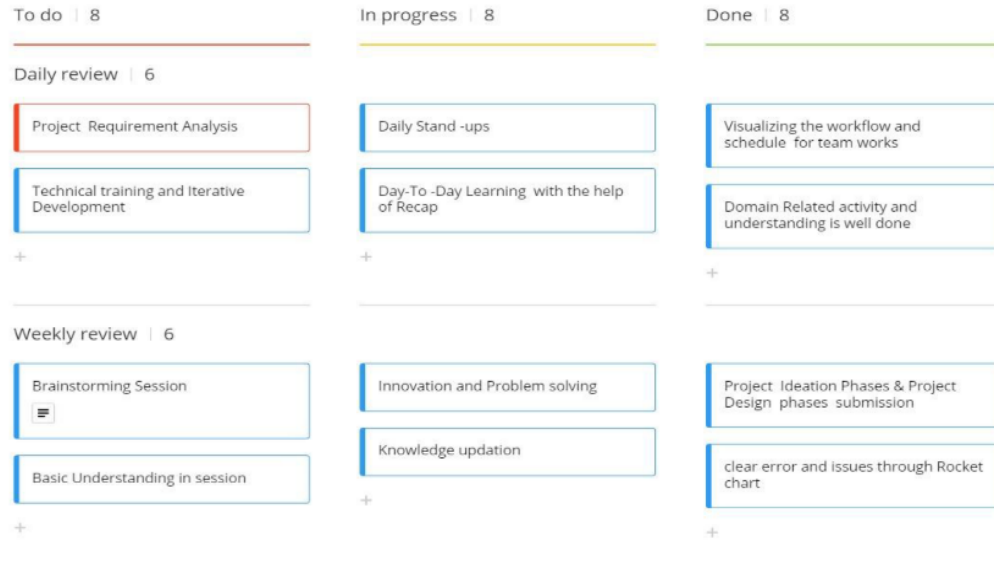 To do | 8
In progress | 8
Done | 8
Daily review | 6
Project Requirement Analysis
Daily Stand -ups
Visualizing the workflow and
schedule for team works
Technical training and Iterative
Development
Day-To -Day Learning with the help
of Recap
Domain Related activity and
understanding is well done
+
+
+
Weekly review | 6
Brainstorming Session
Innovation and Problem solving
Project Ideation Phases & Project
Design phases submission
Basic Understanding in session
Knowledge updation
clear error and issues through Rocket
chart
+
+
+